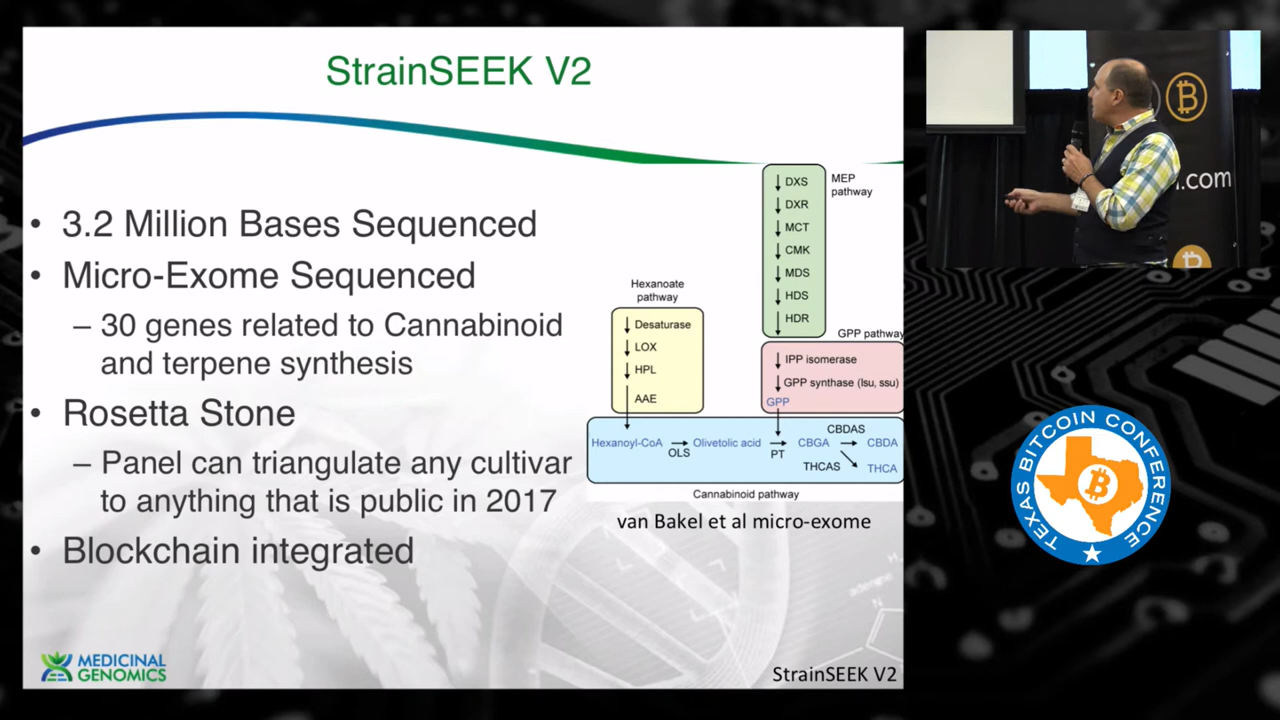 StrainSEEK V2
• 3.2 Million Bases Sequenced
• Micro-Exome Sequenced
– 30 genes related to Cannabinoid
and terpene synthesis
• Rosetta Stone
– Panel can triangulate any cultivar
to anything that is public in 2017
• Blockchain integrated
DXS
DXR
MCT
CMK
MDS
HDS
HDR
MEP
pathway
Hexanoate
pathway
Desaturase
LOX
HPL
AAE
GPP pathway
IPP isomerase
GPP synthase (lsu, ssu)
GPP
CBDAS
Hexanoyl-CoA
OLS
Olivetolic acid
PT
CBGA
CBDA
THCAS
THCA
Cannabinoid pathway
van Bakel et al micro-exome
MEDICINAL
GENOMICS
StrainSEEK V2
.com
TEXAS BITCOIN CONFERENCE